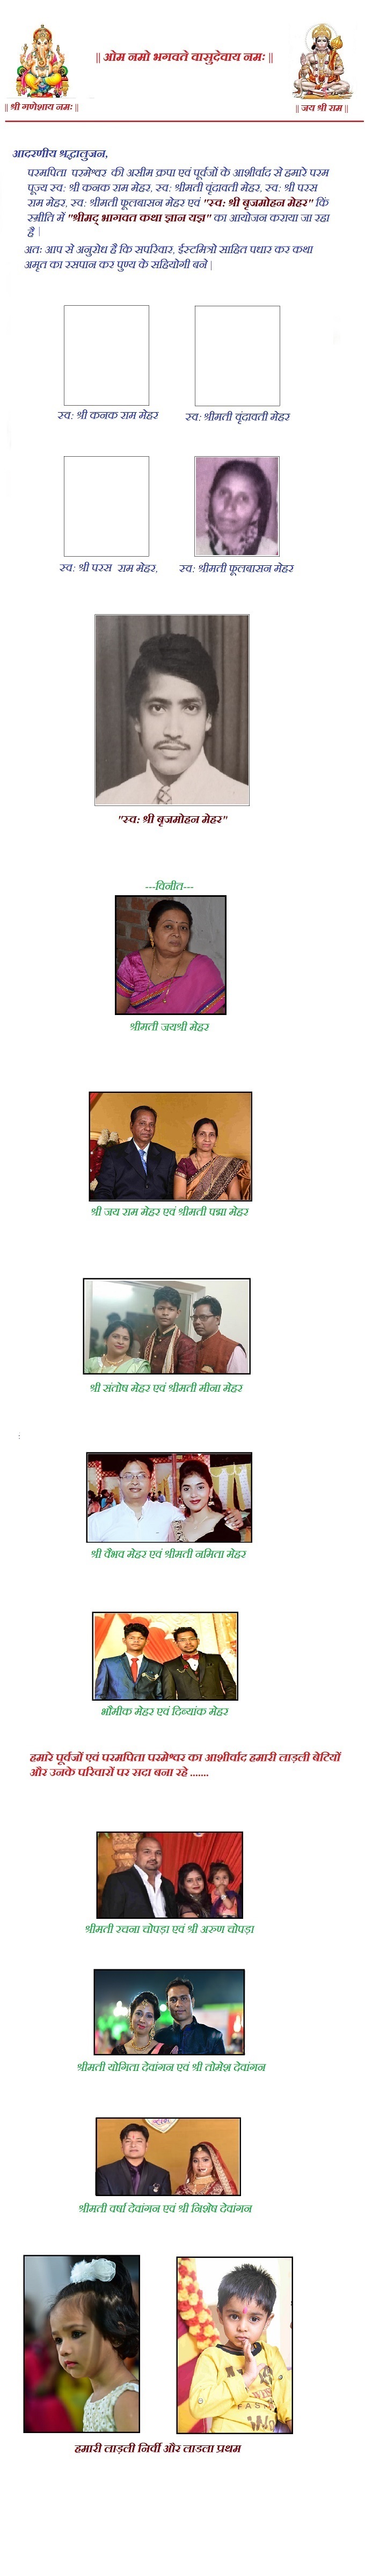 || ओम नमो भगवते वासुदेवाय नमः ||
|| श्री गणेशाय नमः ||
|| जय श्री राम ||
आदरणीय श्रद्धालुजन,
परमपिता परमेश्वर की असीम क्रपा एवं पूर्वजों के आशीर्वाद से हमारे परम
पूज्य स्व: श्री कनक राम मेहर, स्व: श्रीमती वृंदावती मेहर, स्व: श्री परस
राम मेहर, स्व: श्रीमती फूलबासन मेहर एवं "स्व: श्री बृजमोहन मेहर" किं
स्म्रीति में "श्रीमद् भागवत कथा ज्ञान यज्ञ" का आयोजन कराया जा रहा
है |
अतः आप से अनुरोध है कि सपरिवार, ईस्टमित्रो साहित पधार कर कथा
अमृत का रसपान कर पुण्य के सहियोगी बने |
स्व: श्री कनक राम मेहर
स्व: श्रीमती वृंदावती मेहर
स्व: श्री परस राम मेहर,
स्व: श्रीमती फूलबासन मेहर
"स्व: श्री बृजमोहन मेहर"
---विनीत---
श्रीमती जयश्री मेहर
श्री जय राम मेहर एवं श्रीमती पद्मा मेहर
श्री संतोष मेहर एवं श्रीमती मीना मेहर
:
श्री वैभव मेहर एवं श्रीमती नमिता मेहर
भौमीक मेहर एवं दिव्यांक मेहर
हमारे पूर्वजों एवं परमपिता परमेश्वर का आशीर्वाद हमारी लाड़ली बेटियों
और उनके परिवारों पर सदा बना रहे .......
श्रीमती रचना चोपड़ा एवं श्री अरुण चोपड़ा
श्रीमती योगिता देवांगन एवं श्री तोमेश देवांगन
श्रीमती वर्षा देवांगन एवं श्री निशेष देवांगन
हमारी लाड़ली निर्वी और लाडला प्रथम